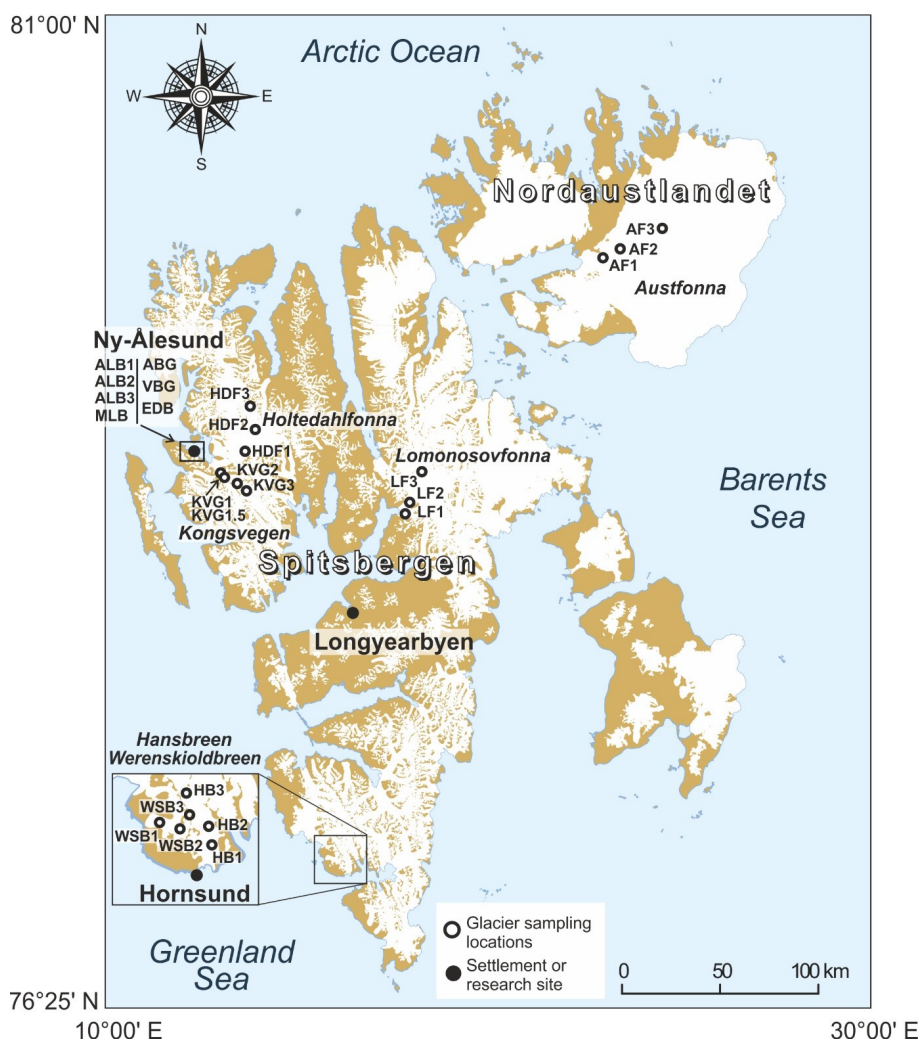 81°00' N
Arctic Ocean
N
W
E
S
Nordaustlandet
AF3
AF2
AF1
Austfonna
Ny-Ålesund
ALB1
ALB2
ALB3
MLB
ABG
VBG
EDB
HDF3
HDF2
Holtedahlfonna
HDF1
KVG2
KVG3
KVG1
KVG1.5
Kongsvegen
Lomonosovfonna
LF3
LF2
LF1
Barents
Sea
Spitsbergen
Longyearbyen
Hansbreen
Werenskioldbreen
HB3
WSB3
WSB1
HB2
WSB2
HB1
Hornsund
Greenland
Sea
Glacier sampling
locations
Settlement or
research site
0 50 100 km
76°25' N
10°00' E
30°00' E